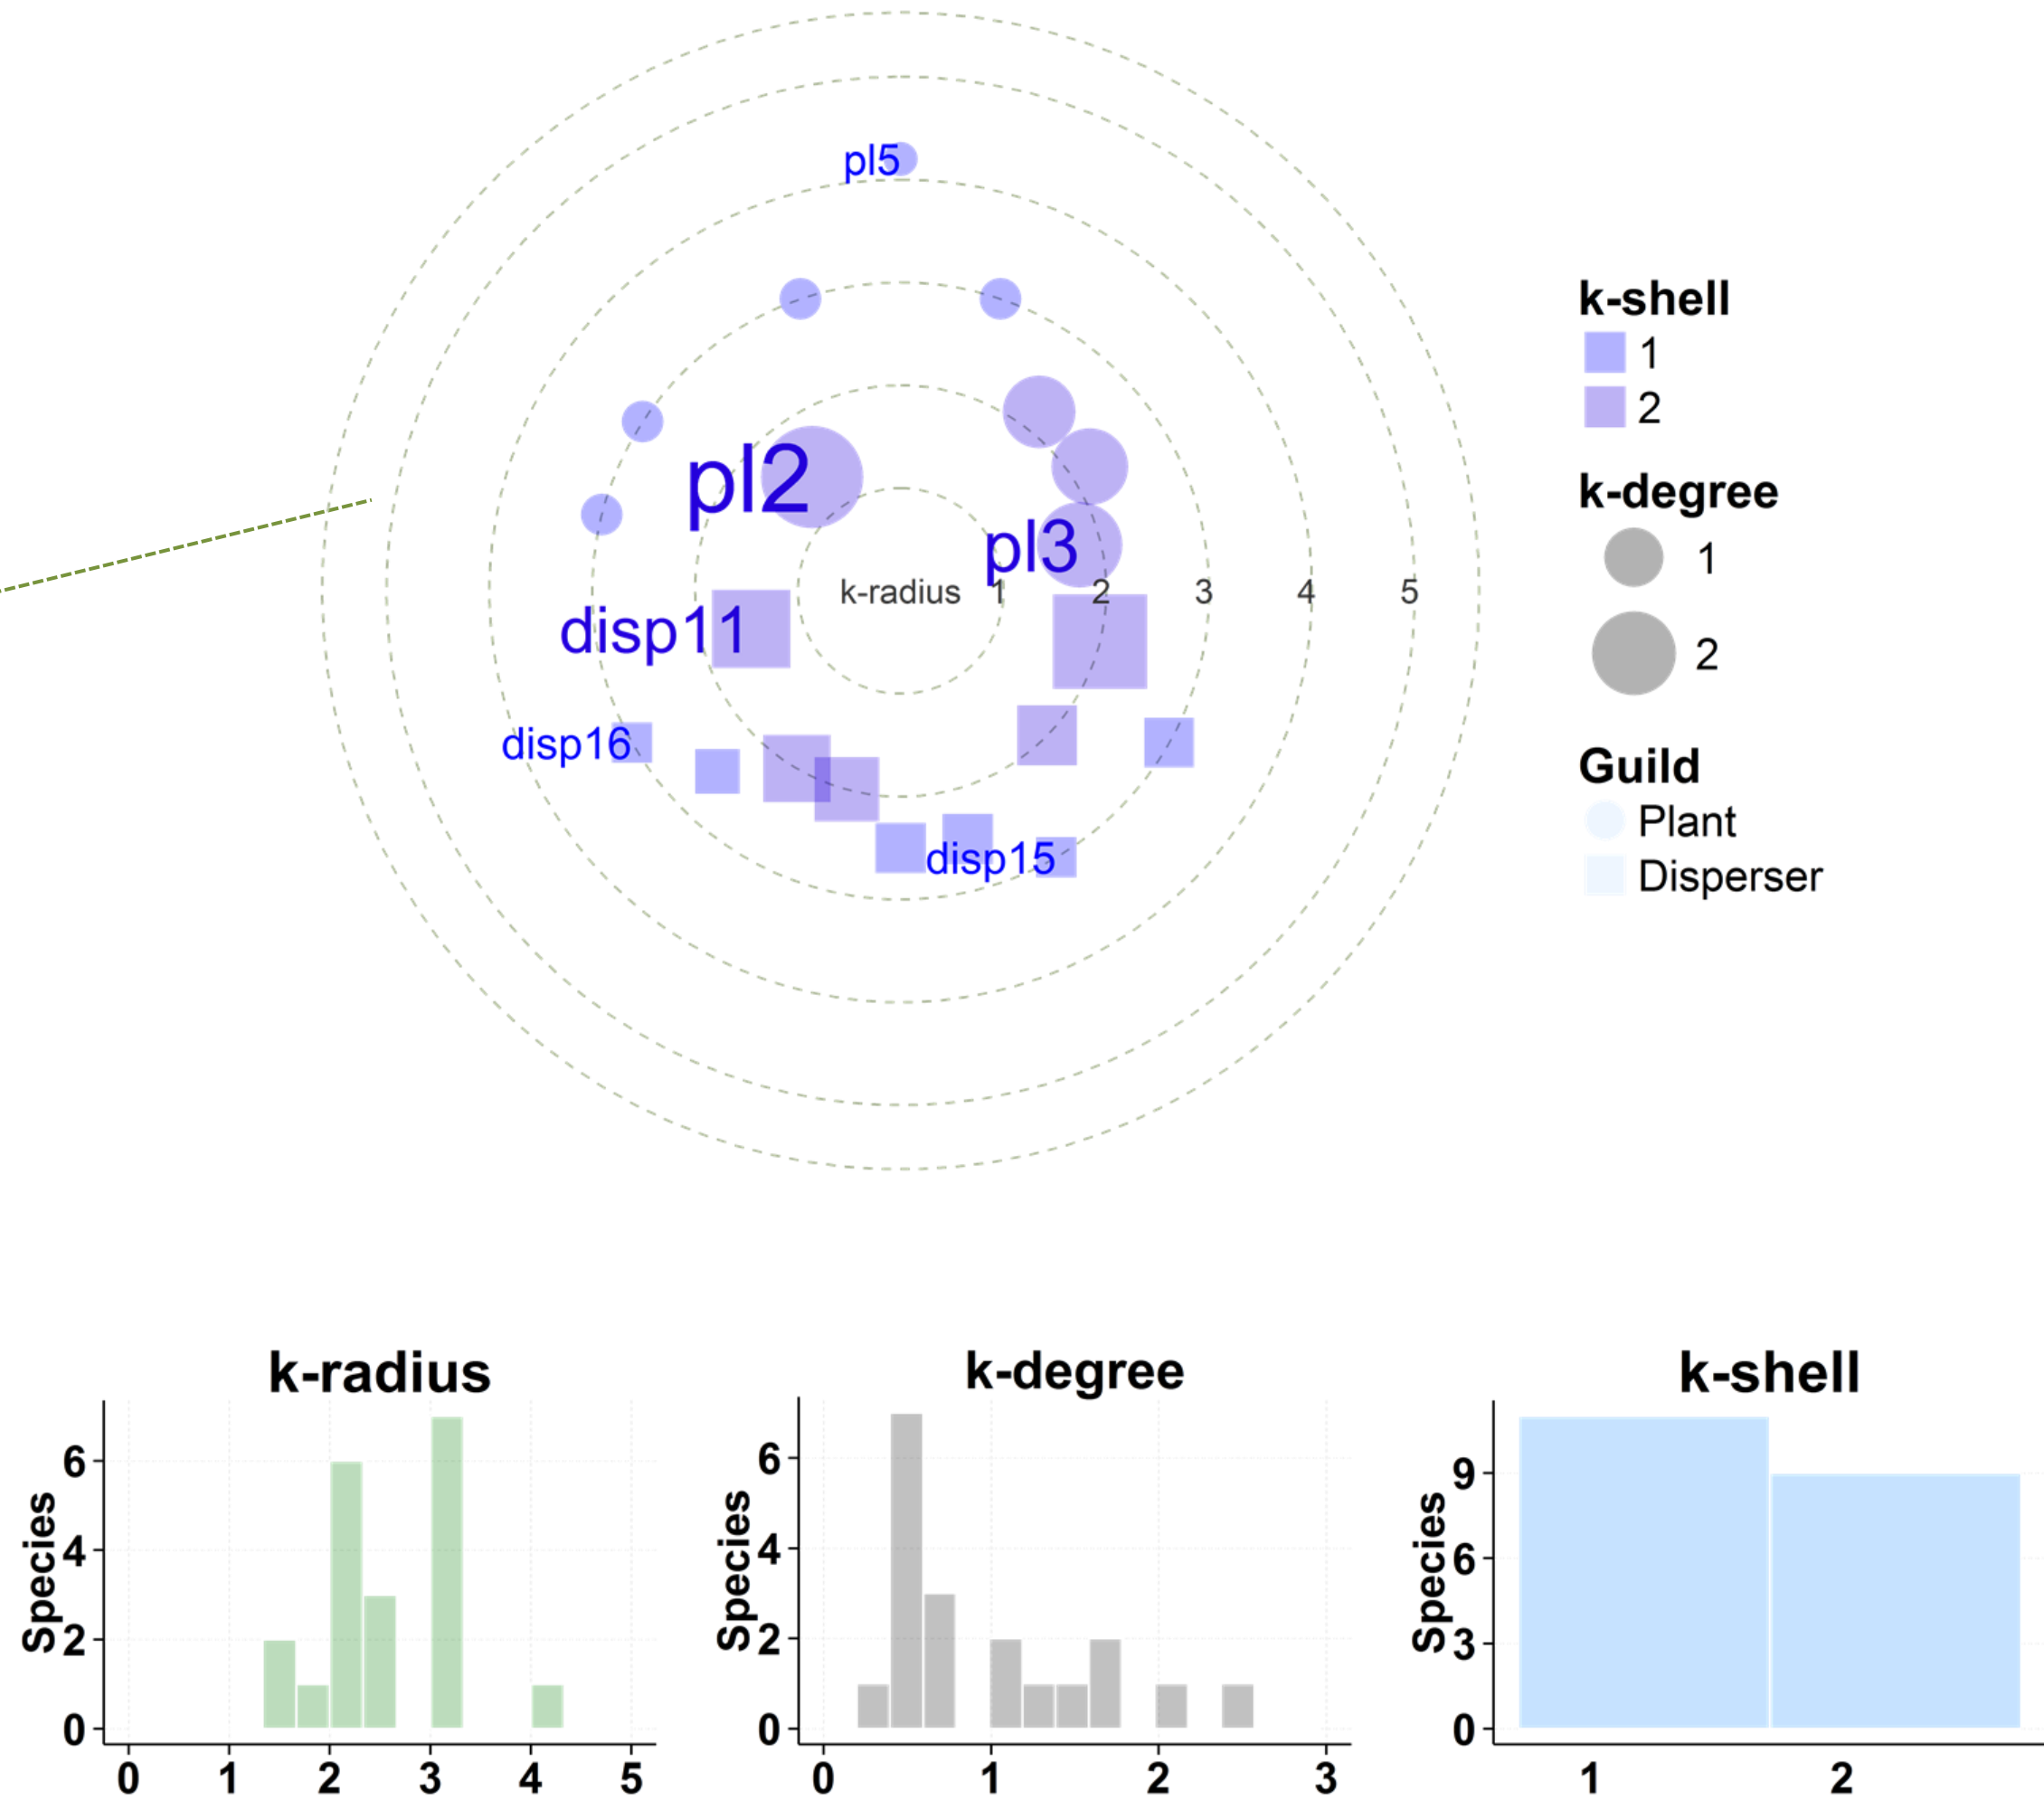 pl5
pl2
pl3
k-radius 1 2 3 4 5
disp11
disp16
disp15
k-shell
1
2
k-degree
1
2
Guild
Plant
Disperser
k-radius
Species
6
4
2
0
0 1 2 3 4 5
k-degree
Species
6
4
2
0
0 1 2 3
k-shell
Species
9
6
3
0
1 2